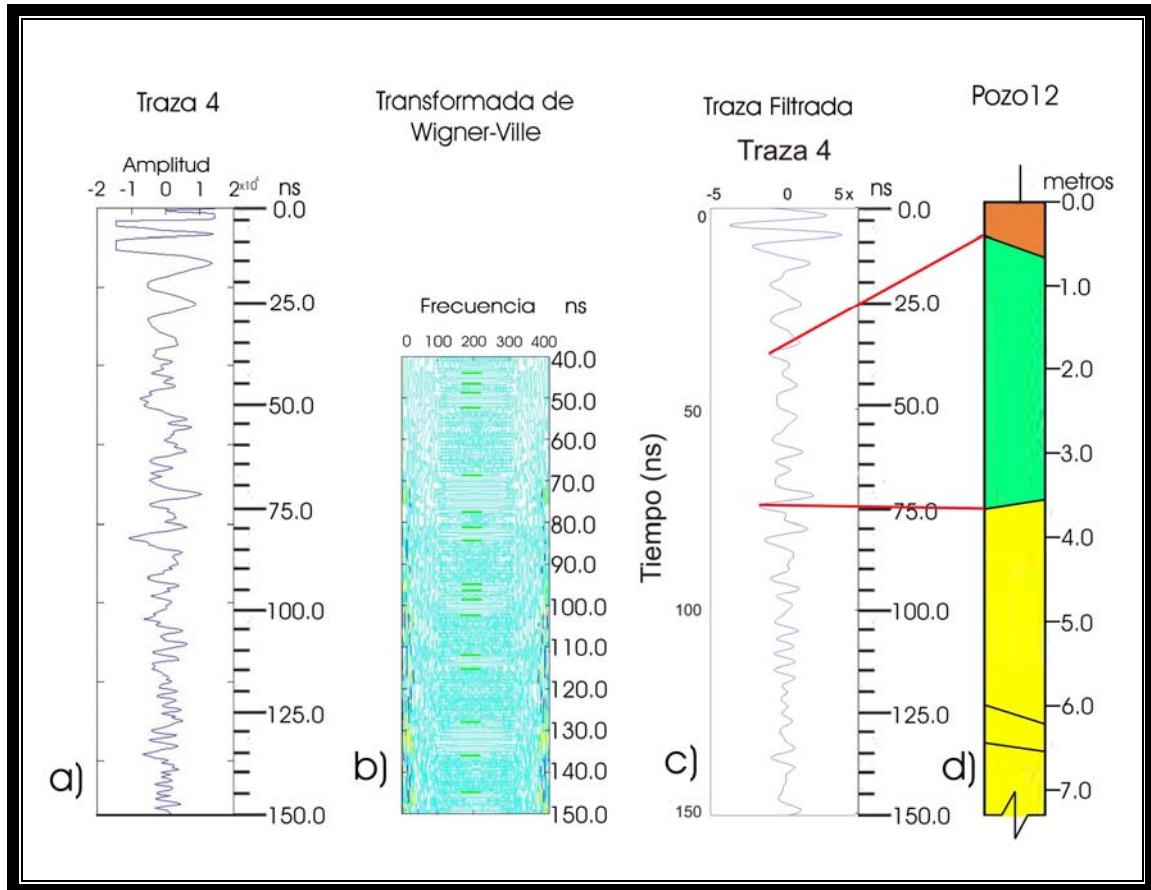 Traza 4
Amplitud
-2 -1 0 1 2x10⁴ ns
0.0
25.0
50.0
75.0
100.0
125.0
150.0
a)
Transformada de
Wigner-Ville
Frecuencia ns
0 100 200 300 400
40.0
50.0
60.0
70.0
80.0
90.0
100.0
110.0
120.0
130.0
140.0
150.0
b)
Traza Filtrada
Traza 4
-5 0 5x ns
0
50
100
150
Tiempo (ns)
0.0
25.0
50.0
75.0
100.0
125.0
150.0
c)
Pozo12
metros
0.0
1.0
2.0
3.0
4.0
5.0
6.0
7.0
d)